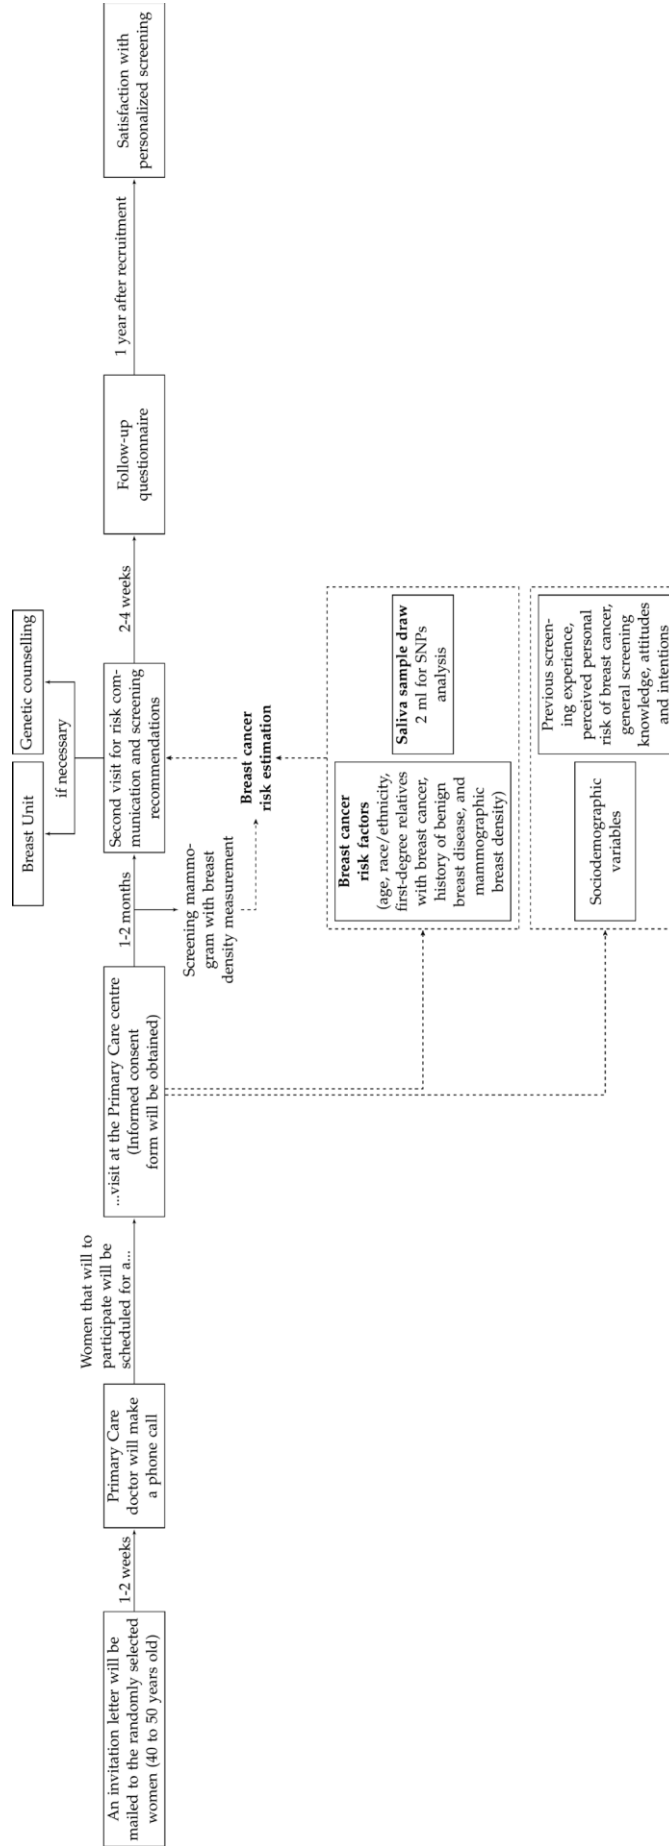 An invitation letter will be
mailed to the randomly selected
women (40 to 50 years old)
1-2 weeks
Primary Care
doctor will make
a phone call
Women that will to
participate will be
scheduled for a...
...visit at the Primary Care centre
(Informed consent
form will be obtained)
1-2 months
Screening mammo-
gram with breast
density measurement
Second visit for risk com-
munication and screening
recommendations
if necessary
Breast Unit
Genetic counselling
2-4 weeks
Follow-up
questionnaire
1 year after recruitment
Satisfaction with
personalized screening
Breast cancer
risk estimation
Breast cancer
risk factors
(age, race/ethnicity,
first-degree relatives
with breast cancer,
history of benign
breast disease, and
mammographic
breast density)
Saliva sample draw
2 ml for SNPs
analysis
Sociodemographic
variables
Previous screen-
ing experience,
perceived personal
risk of breast cancer,
general screening
knowledge, attitudes
and intentions